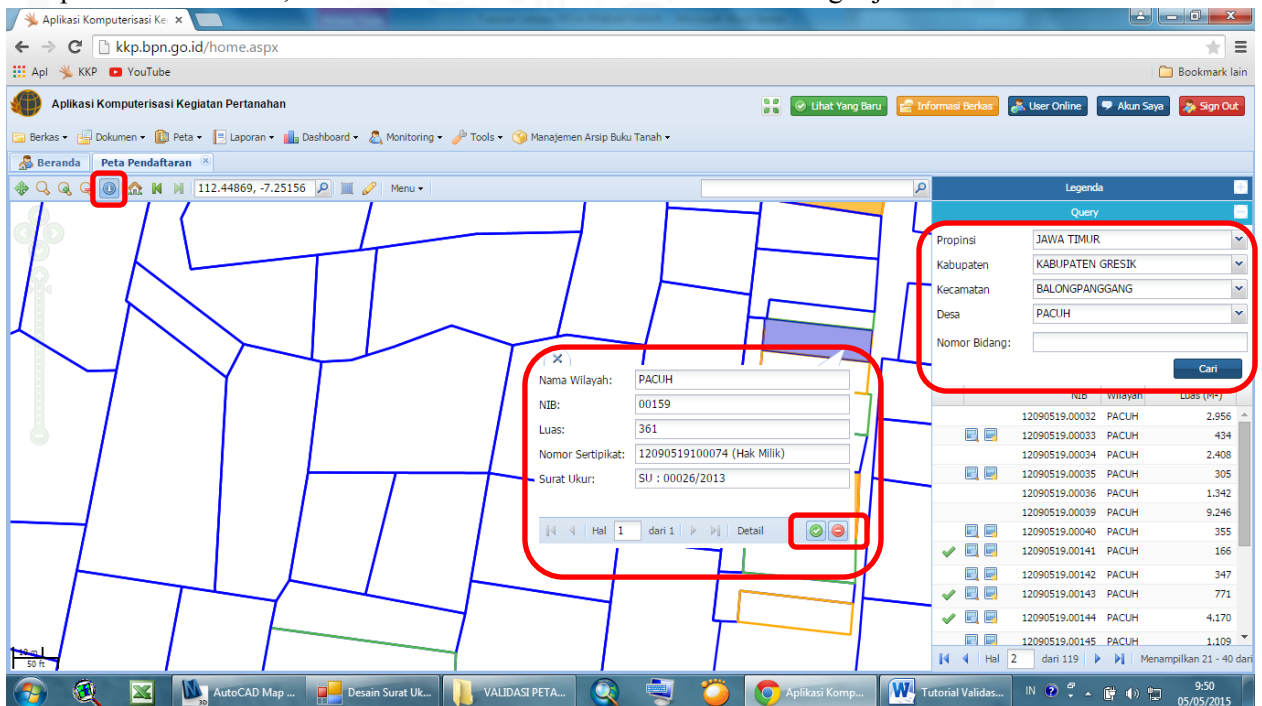 Aplikasi Komputerisasi Ke
kkp.bpn.go.id/home.aspx
Apl KKP YouTube Bookmark lain
Aplikasi Komputerisasi Kegiatan Pertanahan
Lihat Yang Baru Informasi Berkas User Online Akun Saya Sign Out
Berkas Dokumen Peta Laporan Dashboard Monitoring Tools Manajemen Arsip Buku Tanah
Beranda Peta Pendaftaran
112.44869, -7.25156 Menu
Legenda
Query
Propinsi JAWA TIMUR
Kabupaten KABUPATEN GRESIK
Kecamatan BALONGPANGGANG
Desa PACUH
Nomor Bidang:
Cari
Nama Wilayah: PACUH
NIB: 00159
Luas: 361
Nomor Sertipikat: 12090519100074 (Hak Milik)
Surat Ukur: SU : 00026/2013
Hal 1 dari 1 Detail
NIB Wilayah Luas (M²)
12090519.00032 PACUH 2.956
12090519.00033 PACUH 434
12090519.00034 PACUH 2.408
12090519.00035 PACUH 305
12090519.00036 PACUH 1.342
12090519.00039 PACUH 9.246
12090519.00040 PACUH 355
12090519.00141 PACUH 166
12090519.00142 PACUH 347
12090519.00143 PACUH 771
12090519.00144 PACUH 4.170
12090519.00145 PACUH 1.109
Hal 2 dari 119 Menampilkan 21 - 40 dari
10 m
50 ft
AutoCAD Map ... Desain Surat Uk... VALIDASI PETA... Aplikasi Komp... Tutorial Validas... IN 9:50
05/05/2015